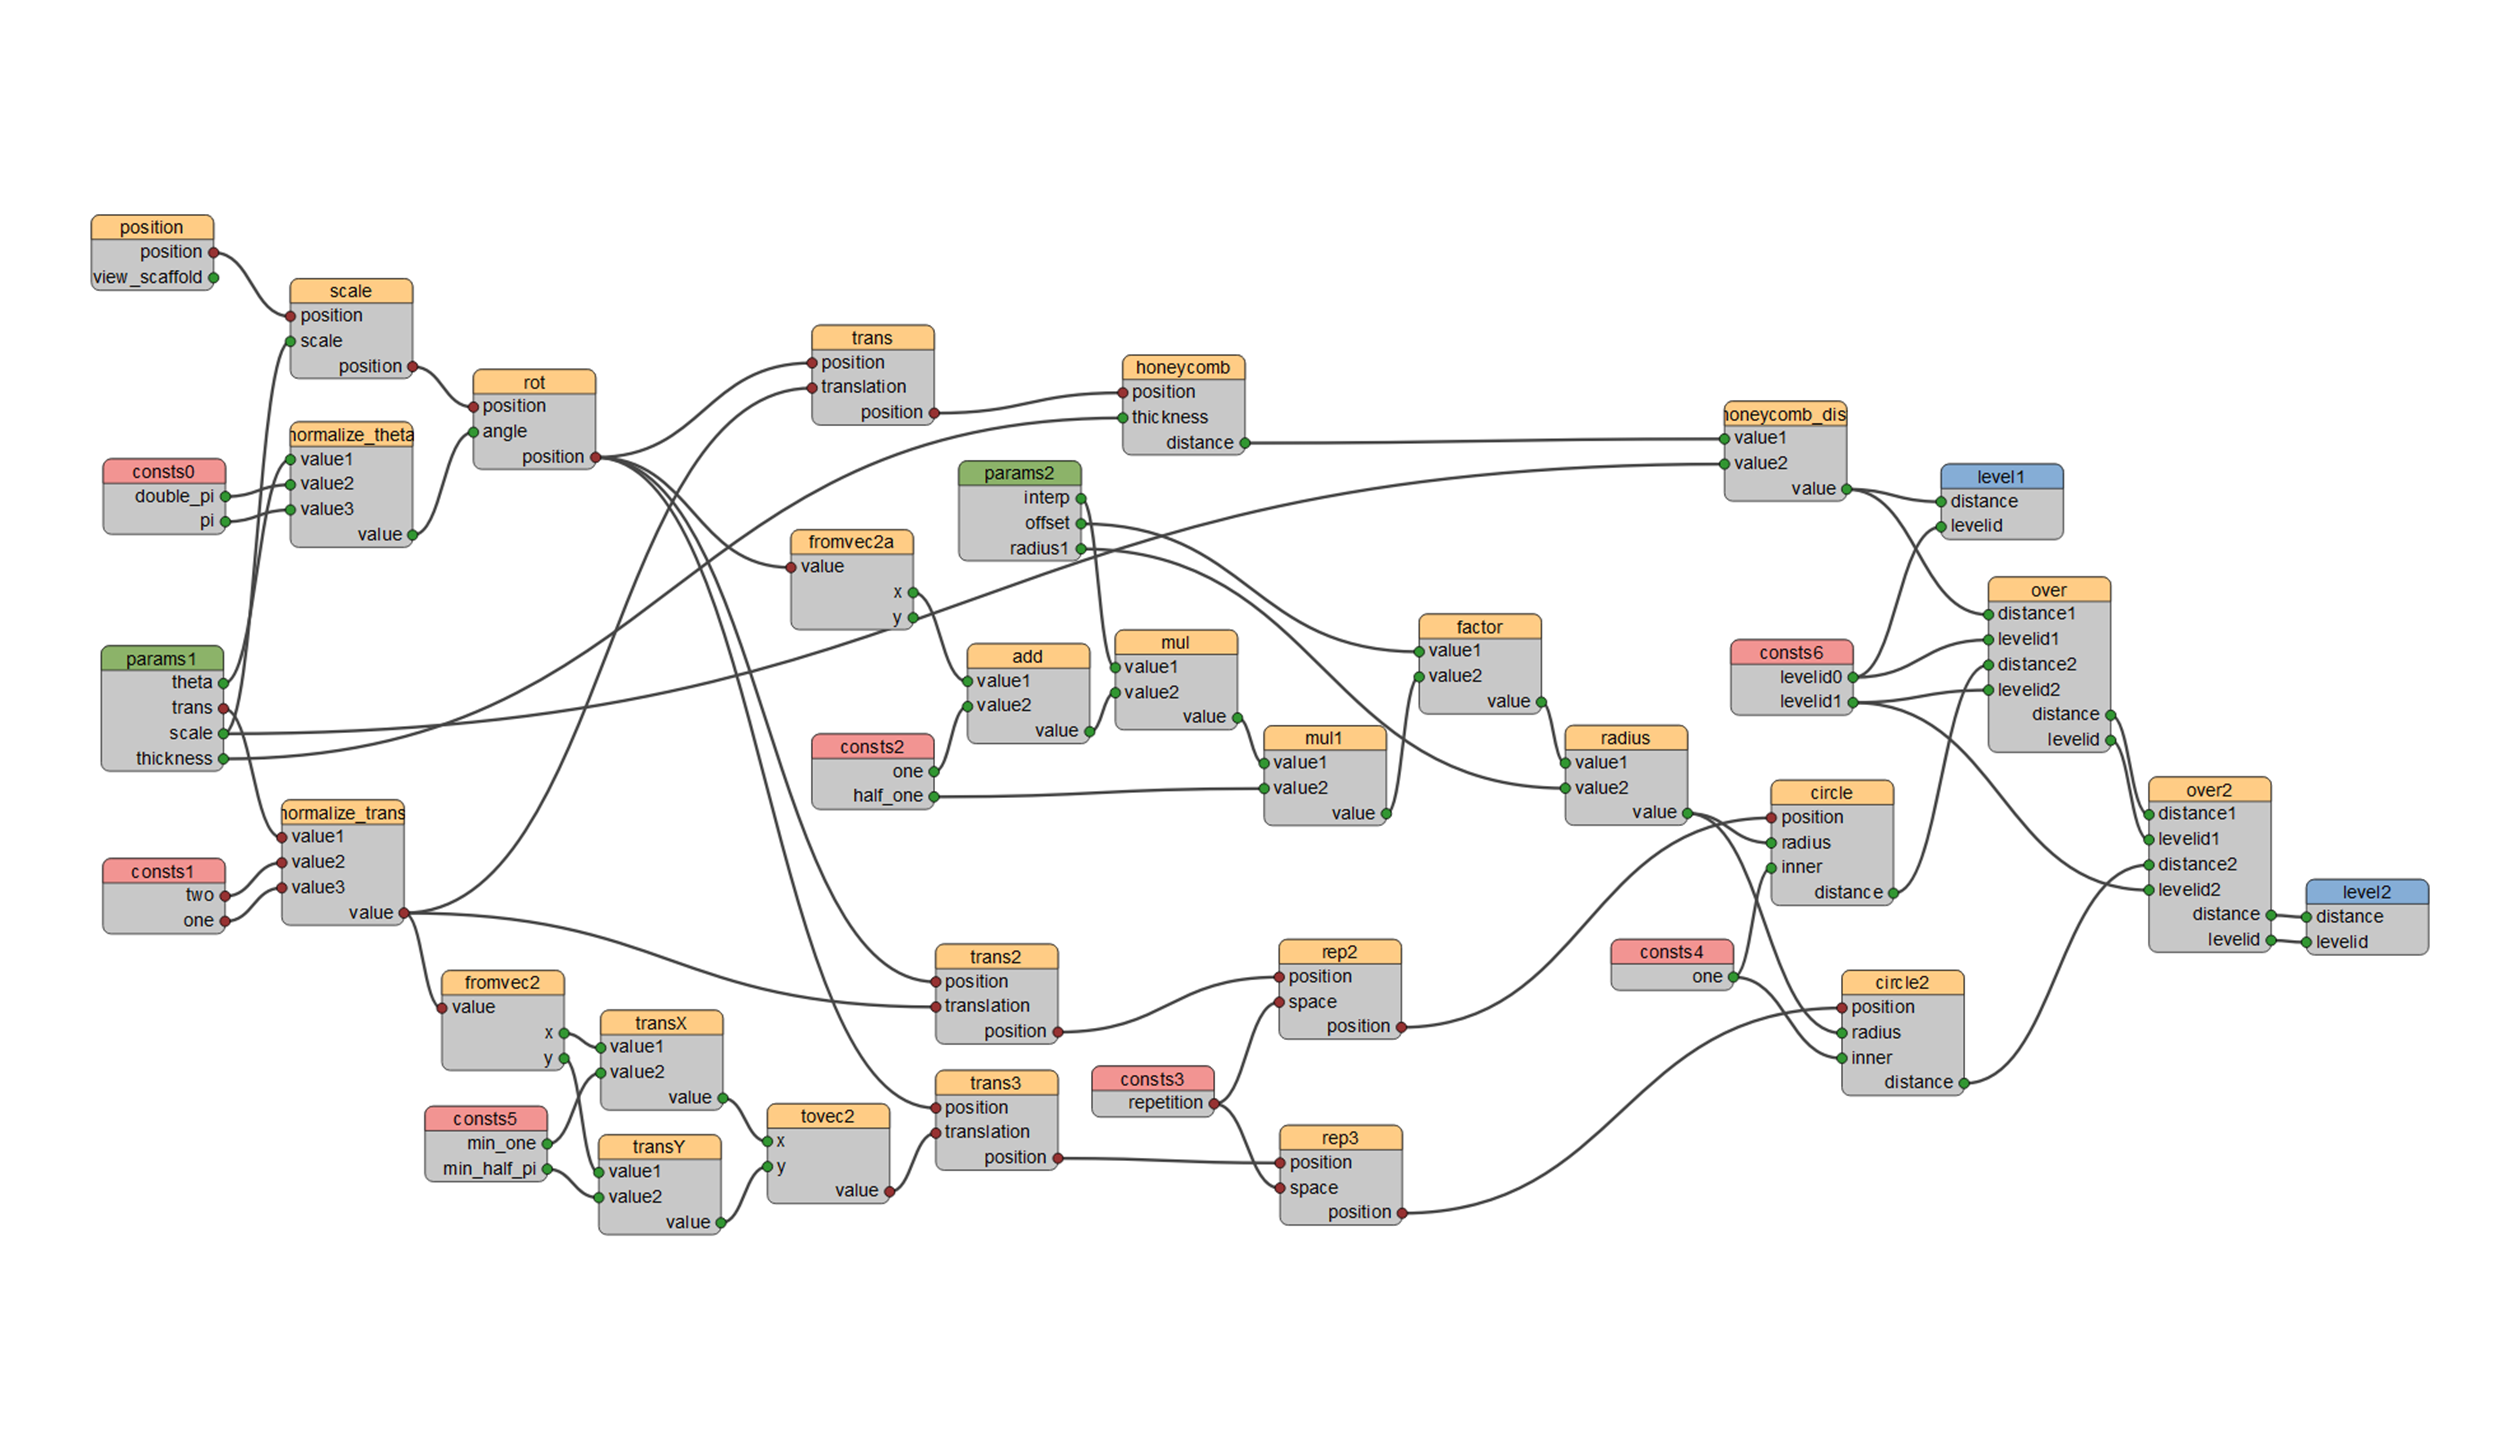 position
position
view_scaffold
scale
position
scale
position
rot
position
angle
position
normalize_theta
value1
value2
value3
value
consts0
double_pi
pi
params1
theta
trans
scale
thickness
normalize_trans
value1
value2
value3
value
consts1
two
one
fromvec2
value
x
y
consts5
min_one
min_half_pi
transX
value1
value2
value
transY
value1
value2
value
tovec2
x
y
value
trans
position
translation
position
fromvec2a
value
x
y
params2
interp
offset
radius1
honeycomb
position
thickness
distance
add
value1
value2
value
consts2
one
half_one
mul
value1
value2
value
mul1
value1
value2
value
factor
value1
value2
value
radius
value1
value2
value
trans2
position
translation
position
trans3
position
translation
position
consts3
repetition
rep2
position
space
position
rep3
position
space
position
honeycomb_dis
value1
value2
value
level1
distance
levelid
consts6
levelid0
levelid1
over
distance1
levelid1
distance2
levelid2
distance
levelid
circle
position
radius
inner
distance
consts4
one
circle2
position
radius
inner
distance
over2
distance1
levelid1
distance2
levelid2
distance
levelid
level2
distance
levelid